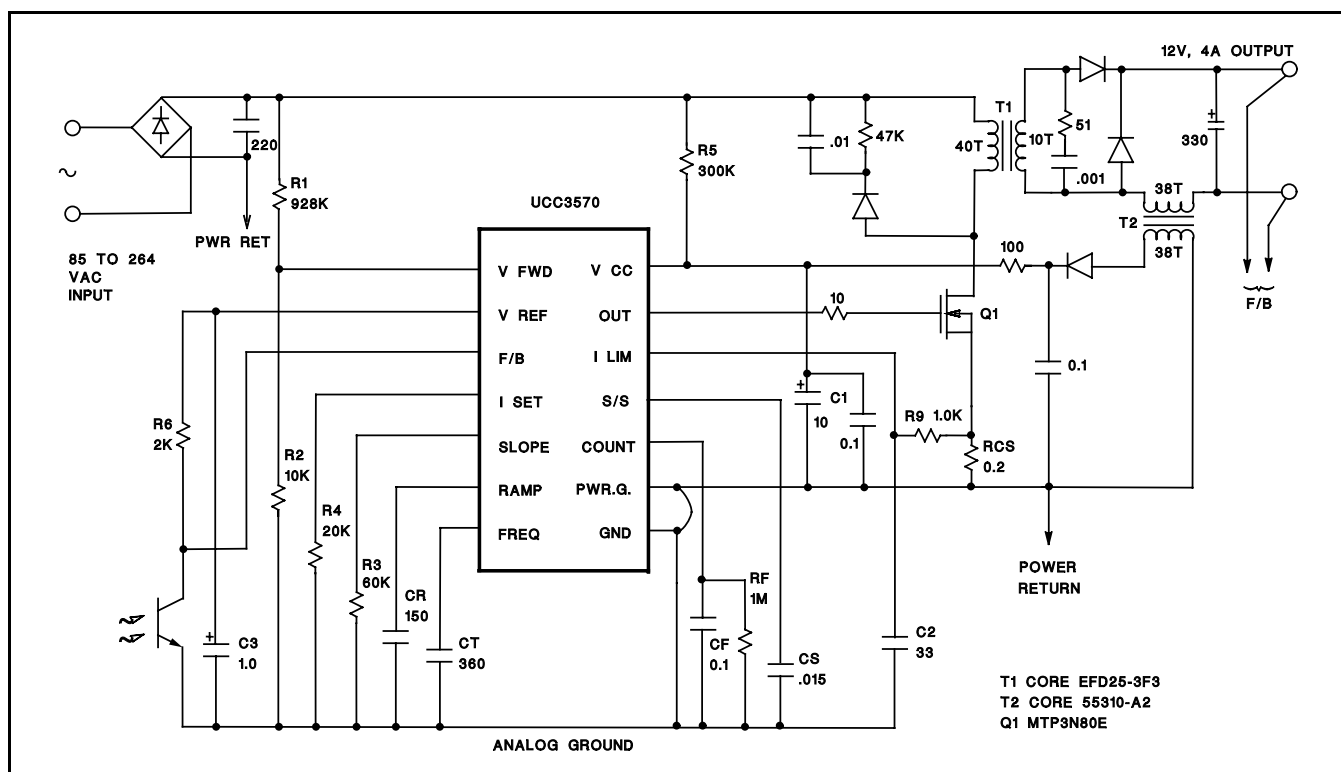 12V, 4A OUTPUT
T1
40T
10T
51
.001
330
+
220
R1
928K
PWR RET
85 TO 264
VAC
INPUT
~
R5
300K
.01
47K
38T
T2
38T
F/B
UCC3570
V FWD
V REF
F/B
I SET
SLOPE
RAMP
FREQ
V CC
OUT
I LIM
S/S
COUNT
PWR.G.
GND
100
10
Q1
0.1
+
C1
10
0.1
R9 1.0K
RCS
0.2
POWER
RETURN
R6
2K
R2
10K
R4
20K
R3
60K
CR
150
CT
360
+
C3
1.0
RF
1M
CF
0.1
CS
.015
C2
33
ANALOG GROUND
T1 CORE EFD25-3F3
T2 CORE 55310-A2
Q1 MTP3N80E